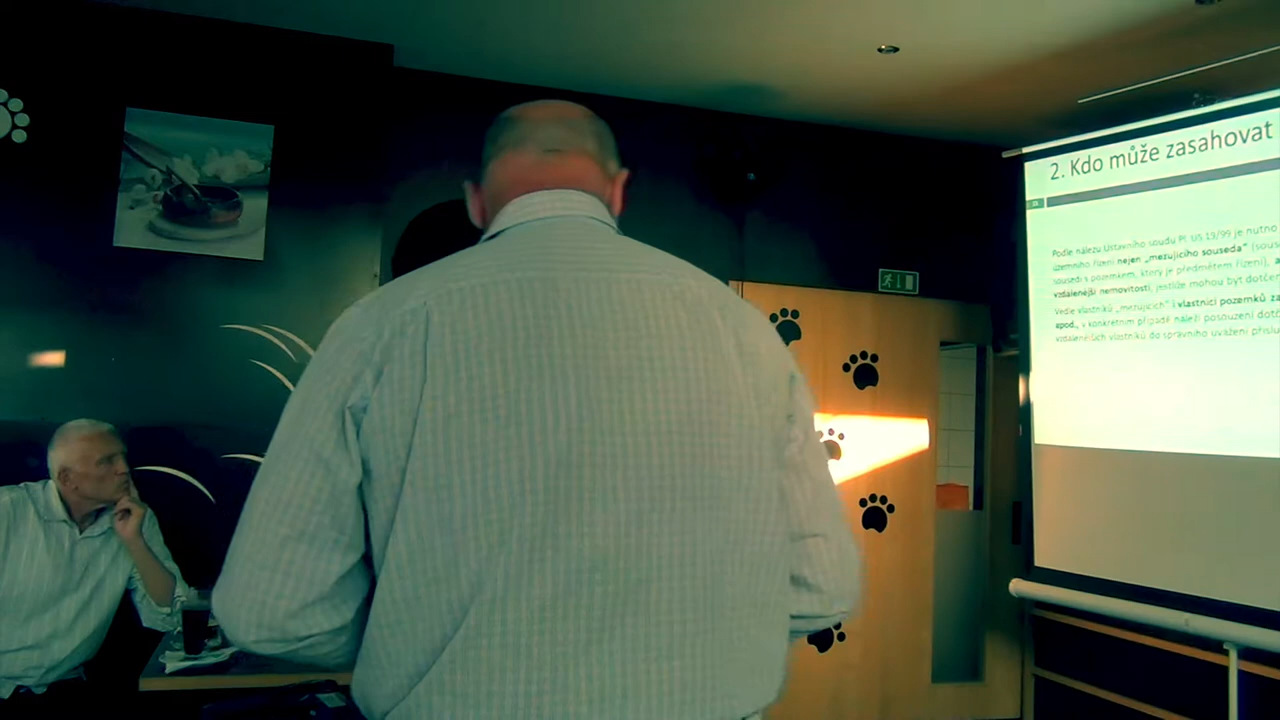 2. Kdo může zasahovat
Podle nálezu Ústavního soudu Pl. ÚS 19/99 je nutno
územního řízení nejen „mezujícího souseda“ (sous
sousedí s pozemkem, který je předmětem řízení), a
vzdálenější nemovitosti, jestliže mohou být dotčen
Vedle vlastníků „mezujících“ i vlastníci pozemků za
apod., v konkrétním případě náleží posouzení dotč
vzdálenějších vlastníků do správního uvážení příslu